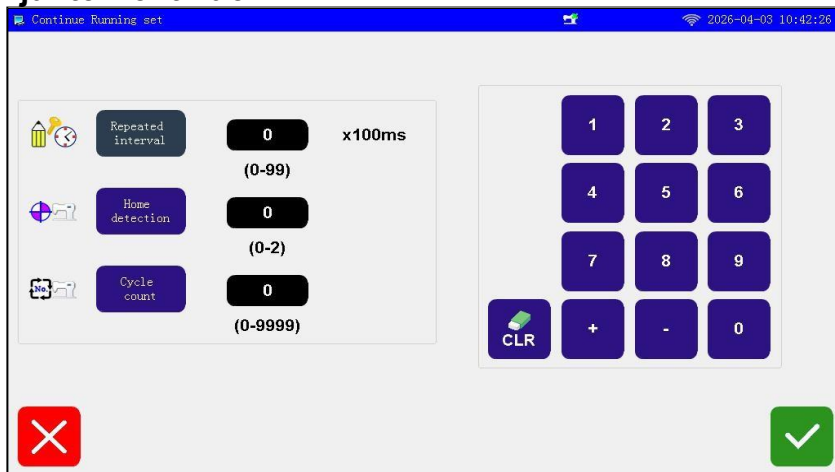 Continue Running set
2026-04-03 10:42:26
Repeated
interval
0
x100ms
(0-99)
Home
detection
0
(0-2)
No.
Cycle
count
0
(0-9999)
1
2
3
4
5
6
7
8
9
CLR
+
-
0